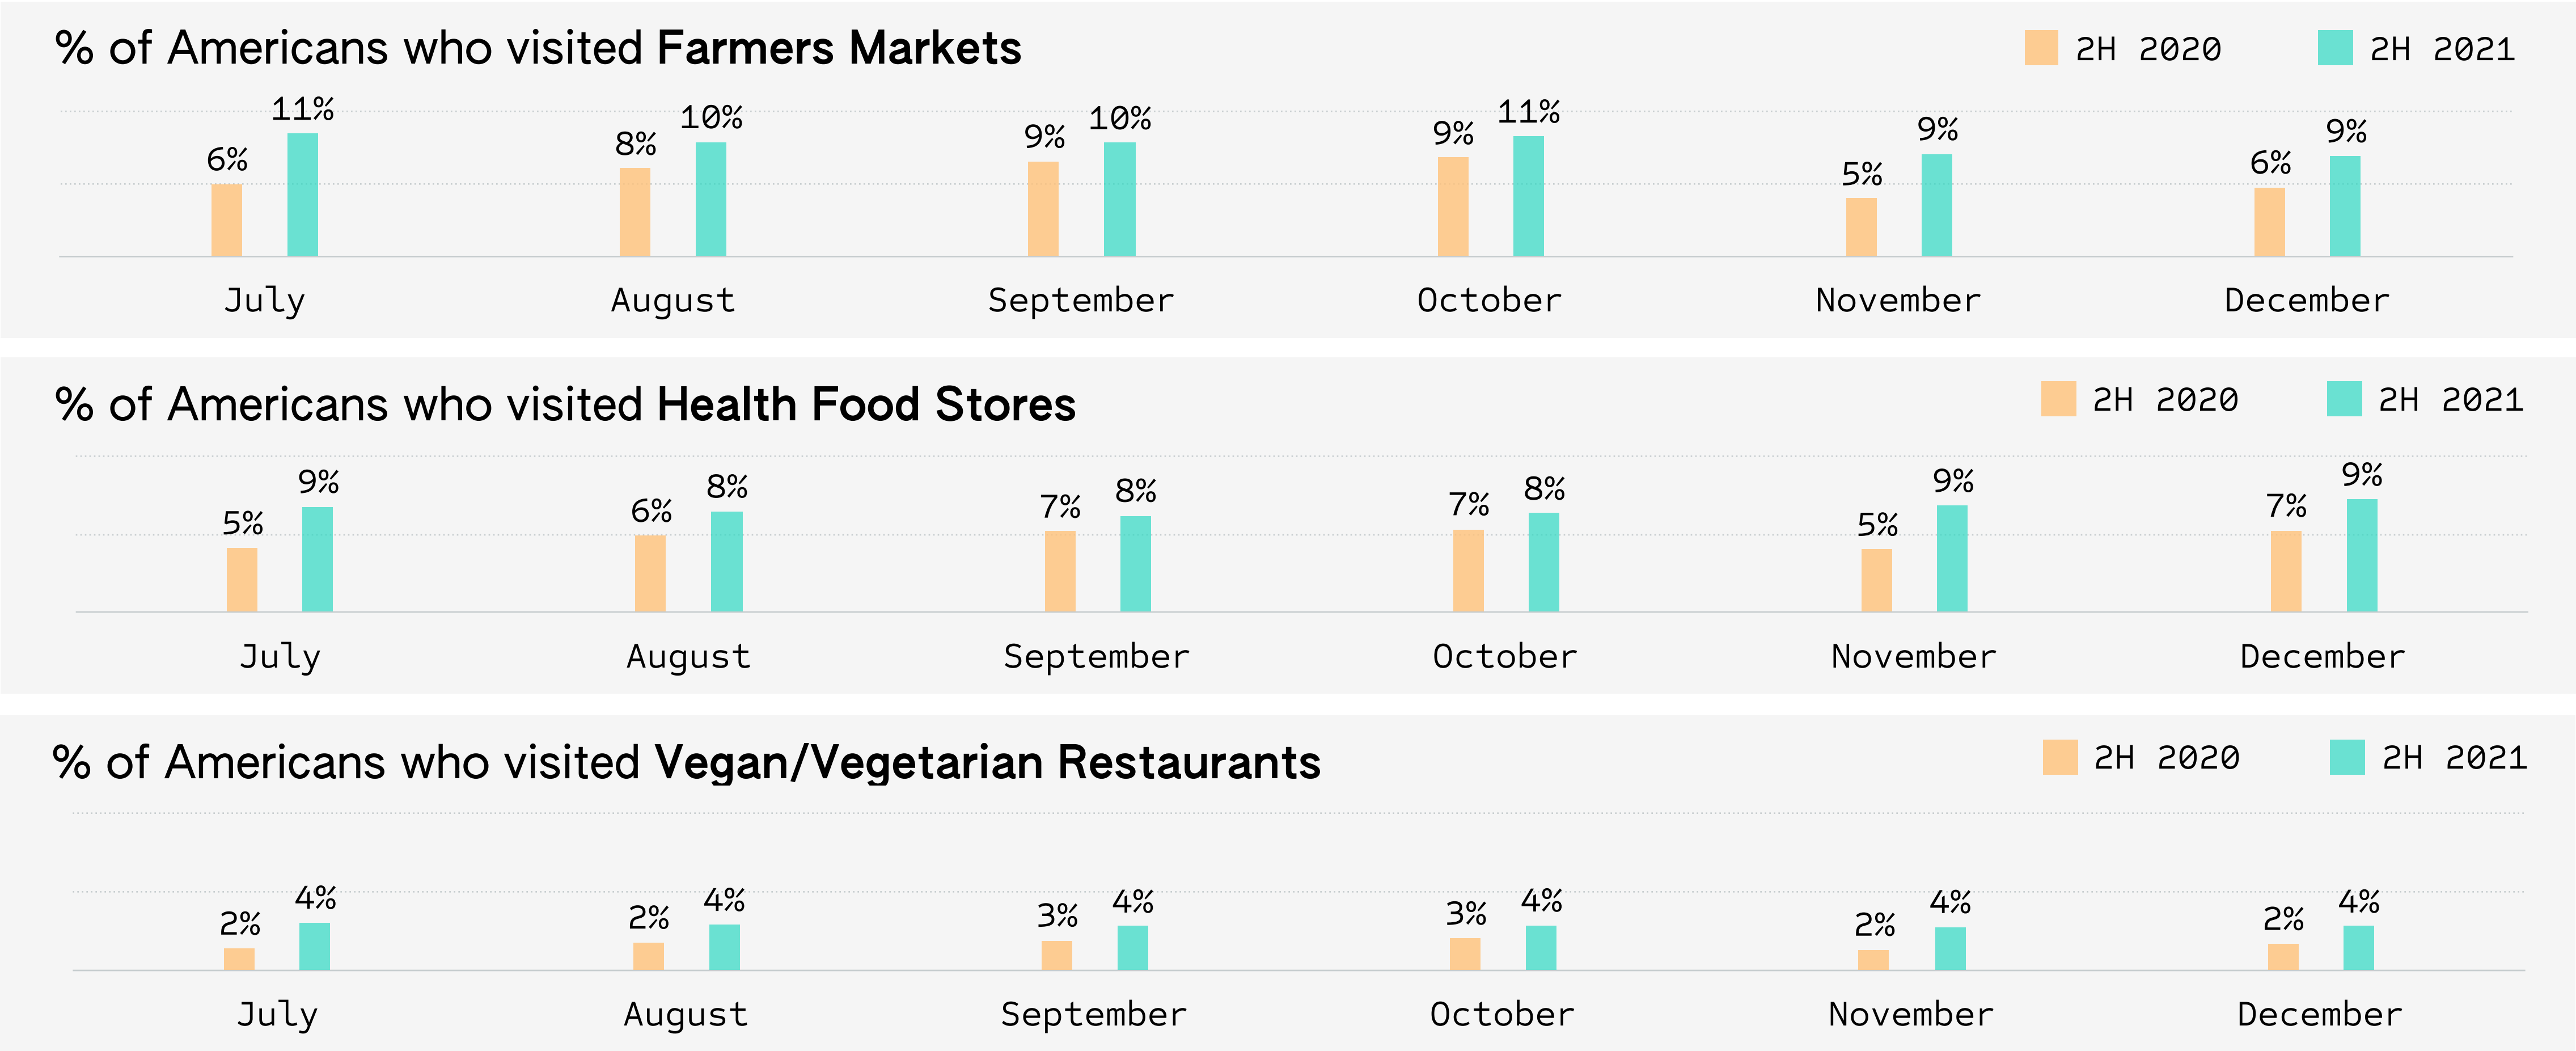 % of Americans who visited Farmers Markets
2H 2020 2H 2021
6% 11% 8% 10% 9% 10% 9% 11% 5% 9% 6% 9%
July August September October November December
% of Americans who visited Health Food Stores
2H 2020 2H 2021
5% 9% 6% 8% 7% 8% 7% 8% 5% 9% 7% 9%
July August September October November December
% of Americans who visited Vegan/Vegetarian Restaurants
2H 2020 2H 2021
2% 4% 2% 4% 3% 4% 3% 4% 2% 4% 2% 4%
July August September October November December